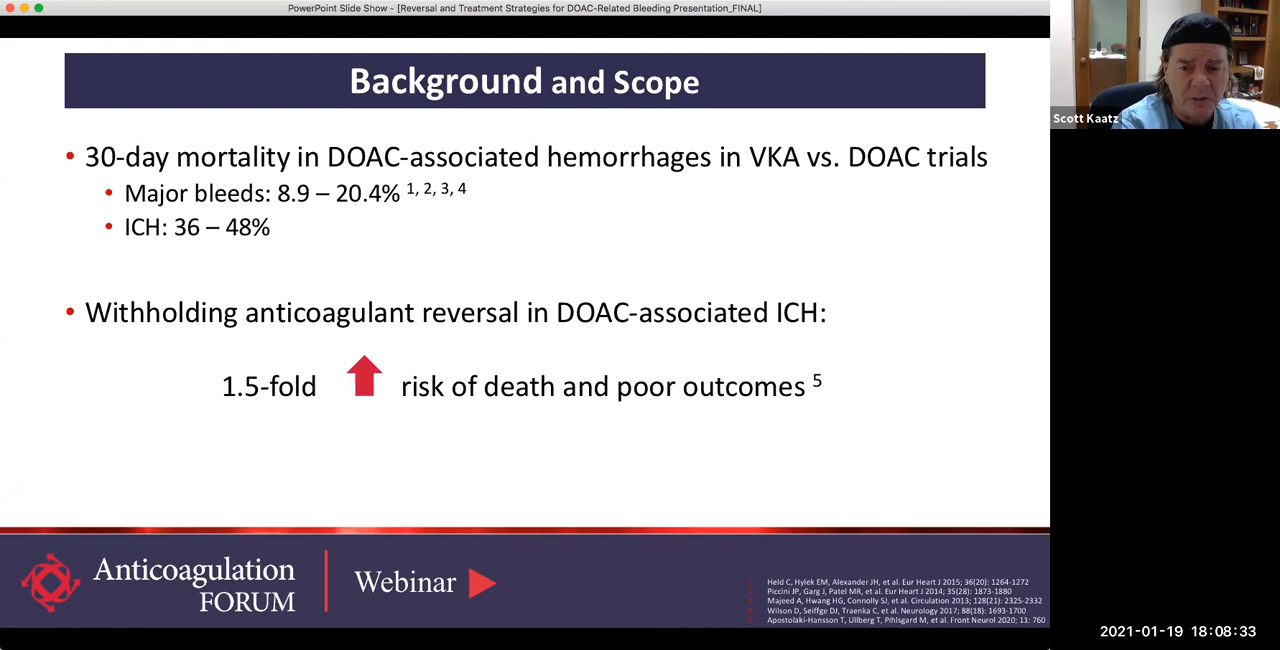 PowerPoint Slide Show - [Reversal and Treatment Strategies for DOAC-Related Bleeding Presentation_FINAL]
Background and Scope
• 30-day mortality in DOAC-associated hemorrhages in VKA vs. DOAC trials
• Major bleeds: 8.9 – 20.4% 1, 2, 3, 4
• ICH: 36 – 48%
• Withholding anticoagulant reversal in DOAC-associated ICH:
1.5-fold risk of death and poor outcomes 5
Scott Kaatz
Anticoagulation
FORUM
Webinar
1 Held C, Hylek EM, Alexander JH, et al. Eur Heart J 2015; 36(20): 1264-1272
2 Piccini JP, Garg J, Patel MR, et al. Eur Heart J 2014; 35(28): 1873-1880
3 Majeed A, Hwang HG, Connolly SJ, et al. Circulation 2013; 128(21): 2325-2332
4 Wilson D, Seiffge DJ, Traenka C, et al. Neurology 2017; 88(18): 1693-1700
5 Apostolaki-Hansson T, Ullberg T, Pihlsgard M, et al. Front Neurol 2020; 11: 760
2021-01-19 18:08:33